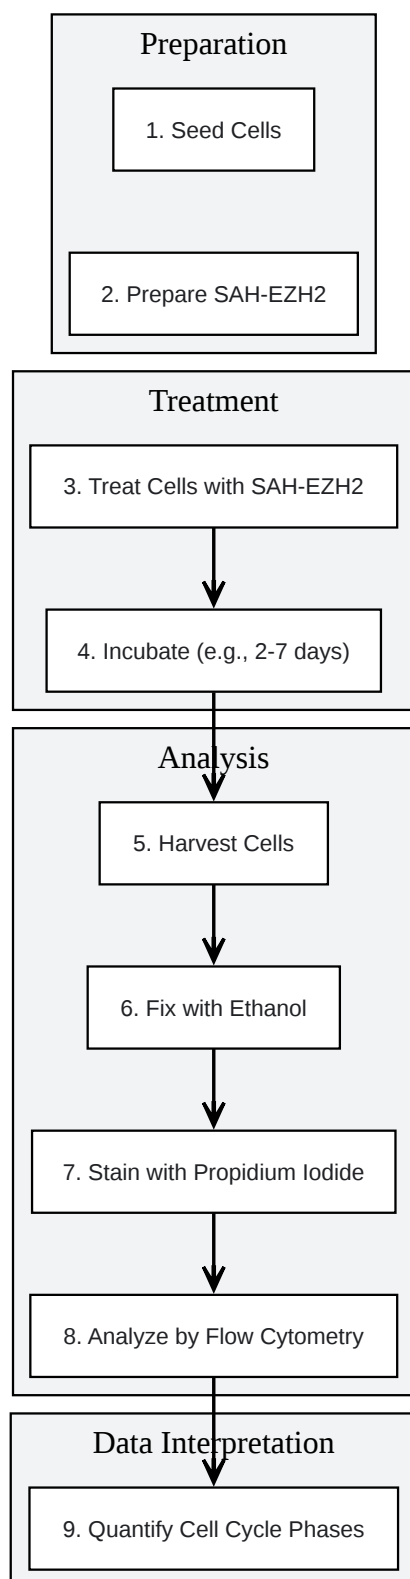 Preparation
1. Seed Cells
2. Prepare SAH-EZH2
Treatment
3. Treat Cells with SAH-EZH2
4. Incubate (e.g., 2-7 days)
Analysis
5. Harvest Cells
6. Fix with Ethanol
7. Stain with Propidium Iodide
8. Analyze by Flow Cytometry
Data Interpretation
9. Quantify Cell Cycle Phases